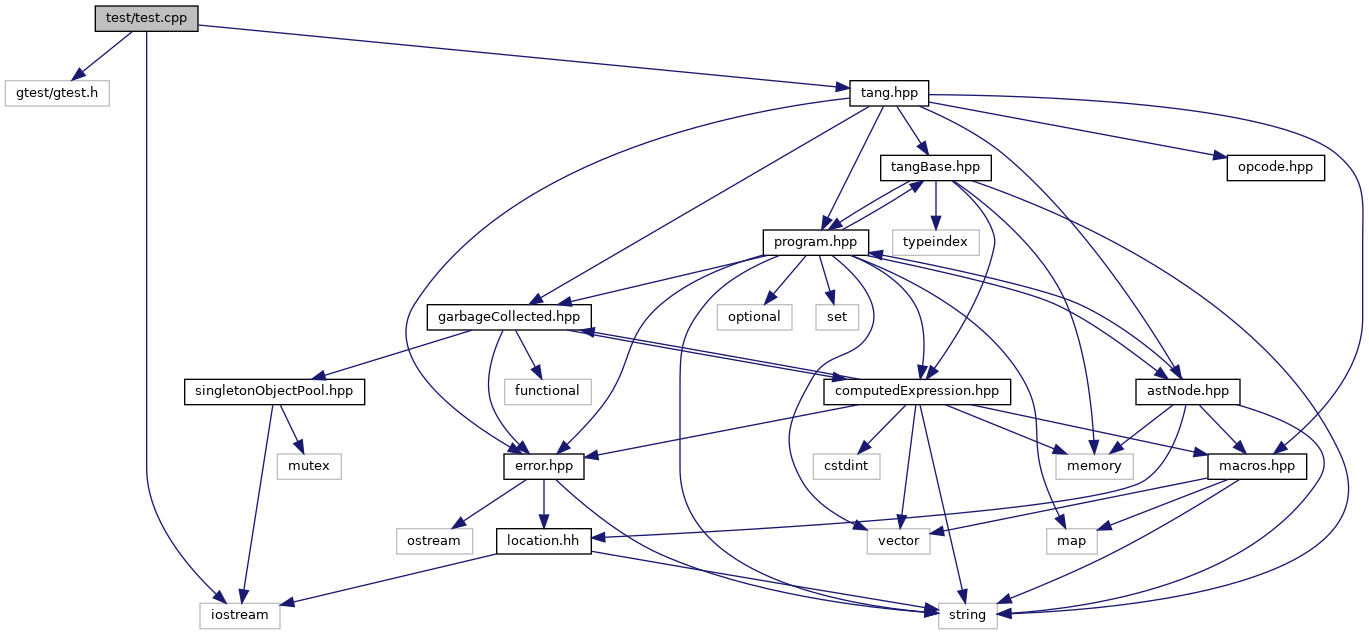 test/test.cpp
gtest/gtest.h
tang.hpp
tangBase.hpp
opcode.hpp
program.hpp
typeindex
garbageCollected.hpp
optional
set
singletonObjectPool.hpp
functional
computedExpression.hpp
astNode.hpp
mutex
error.hpp
cstdint
memory
macros.hpp
ostream
location.hh
vector
map
iostream
string